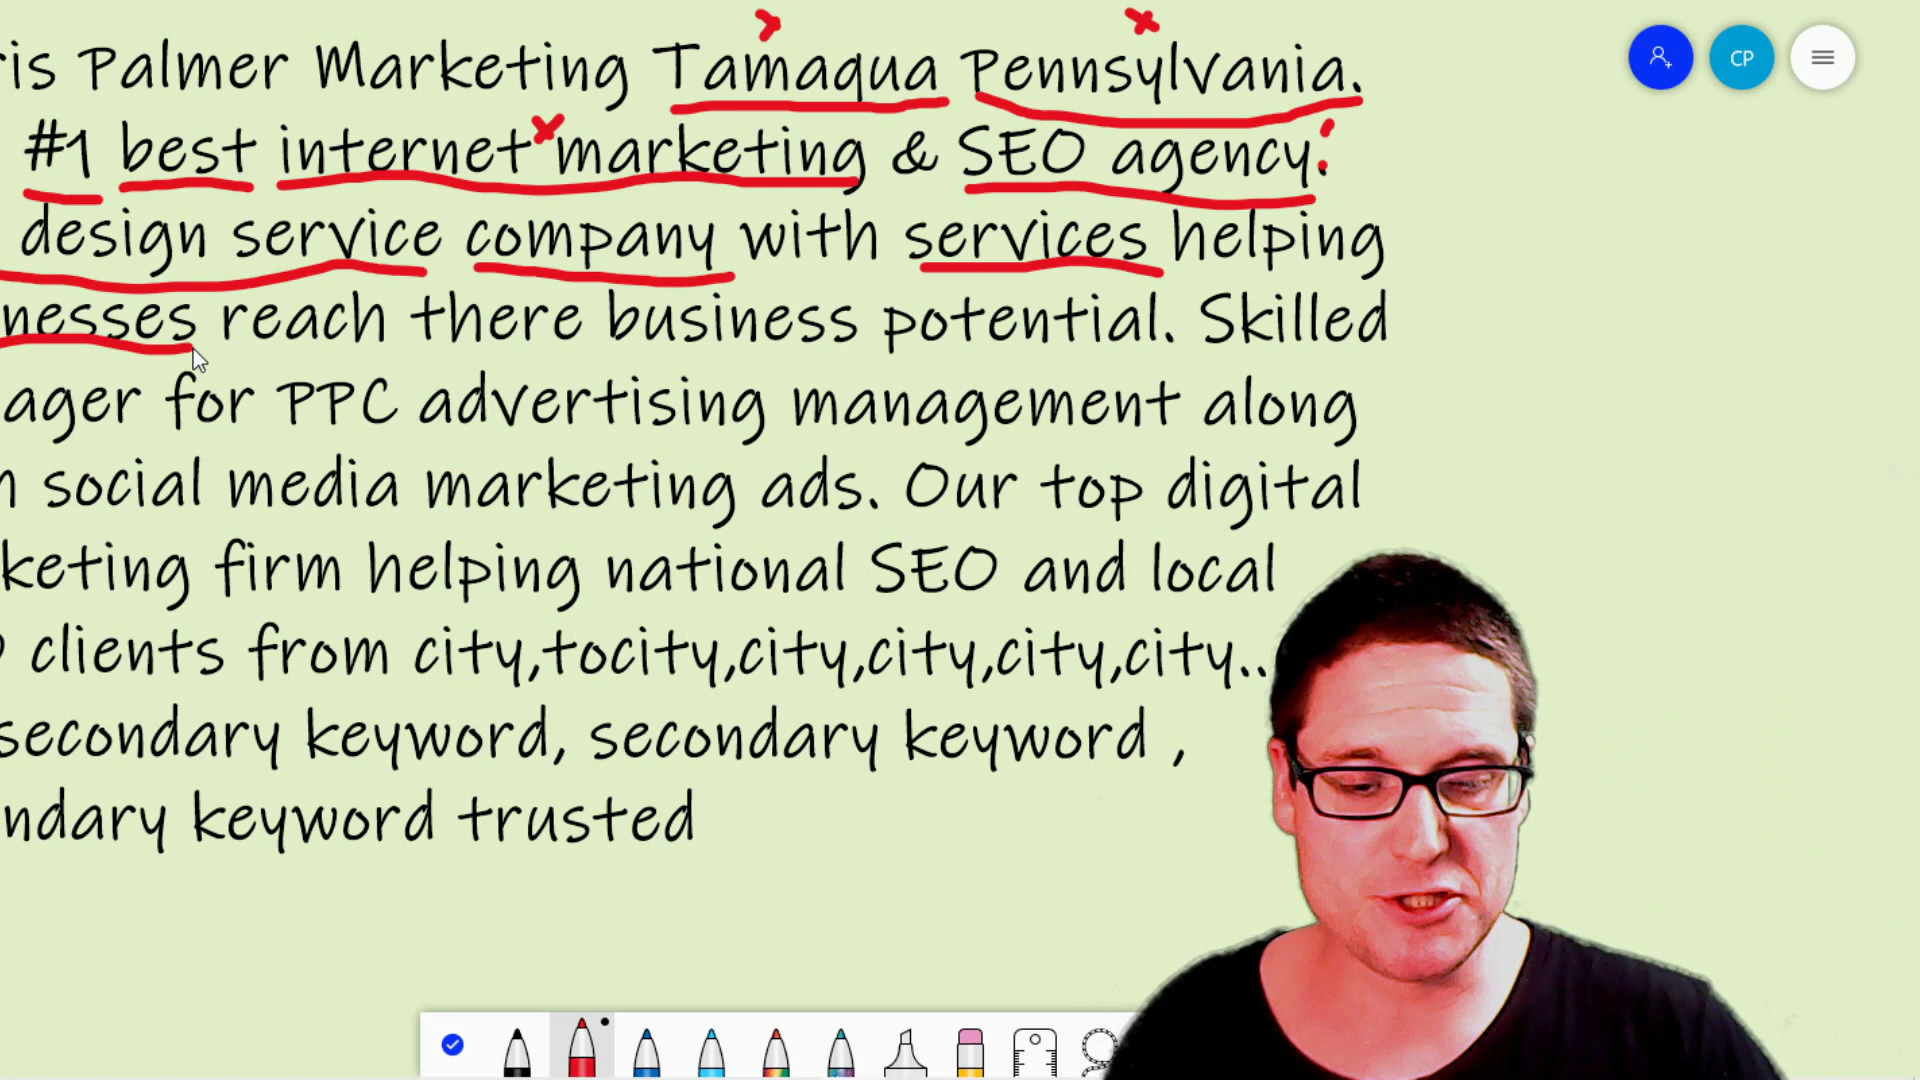 ris Palmer Marketing Tamaqua Pennsylvania.
#1 best internet marketing & SEO agency.
design service company with services helping
nesses reach there business potential. Skilled
ager for PPC advertising management along
social media marketing ads. Our top digital
keting firm helping national SEO and local
clients from city,tocity,city,city,city,city..
secondary keyword, secondary keyword ,
ndary keyword trusted
CP